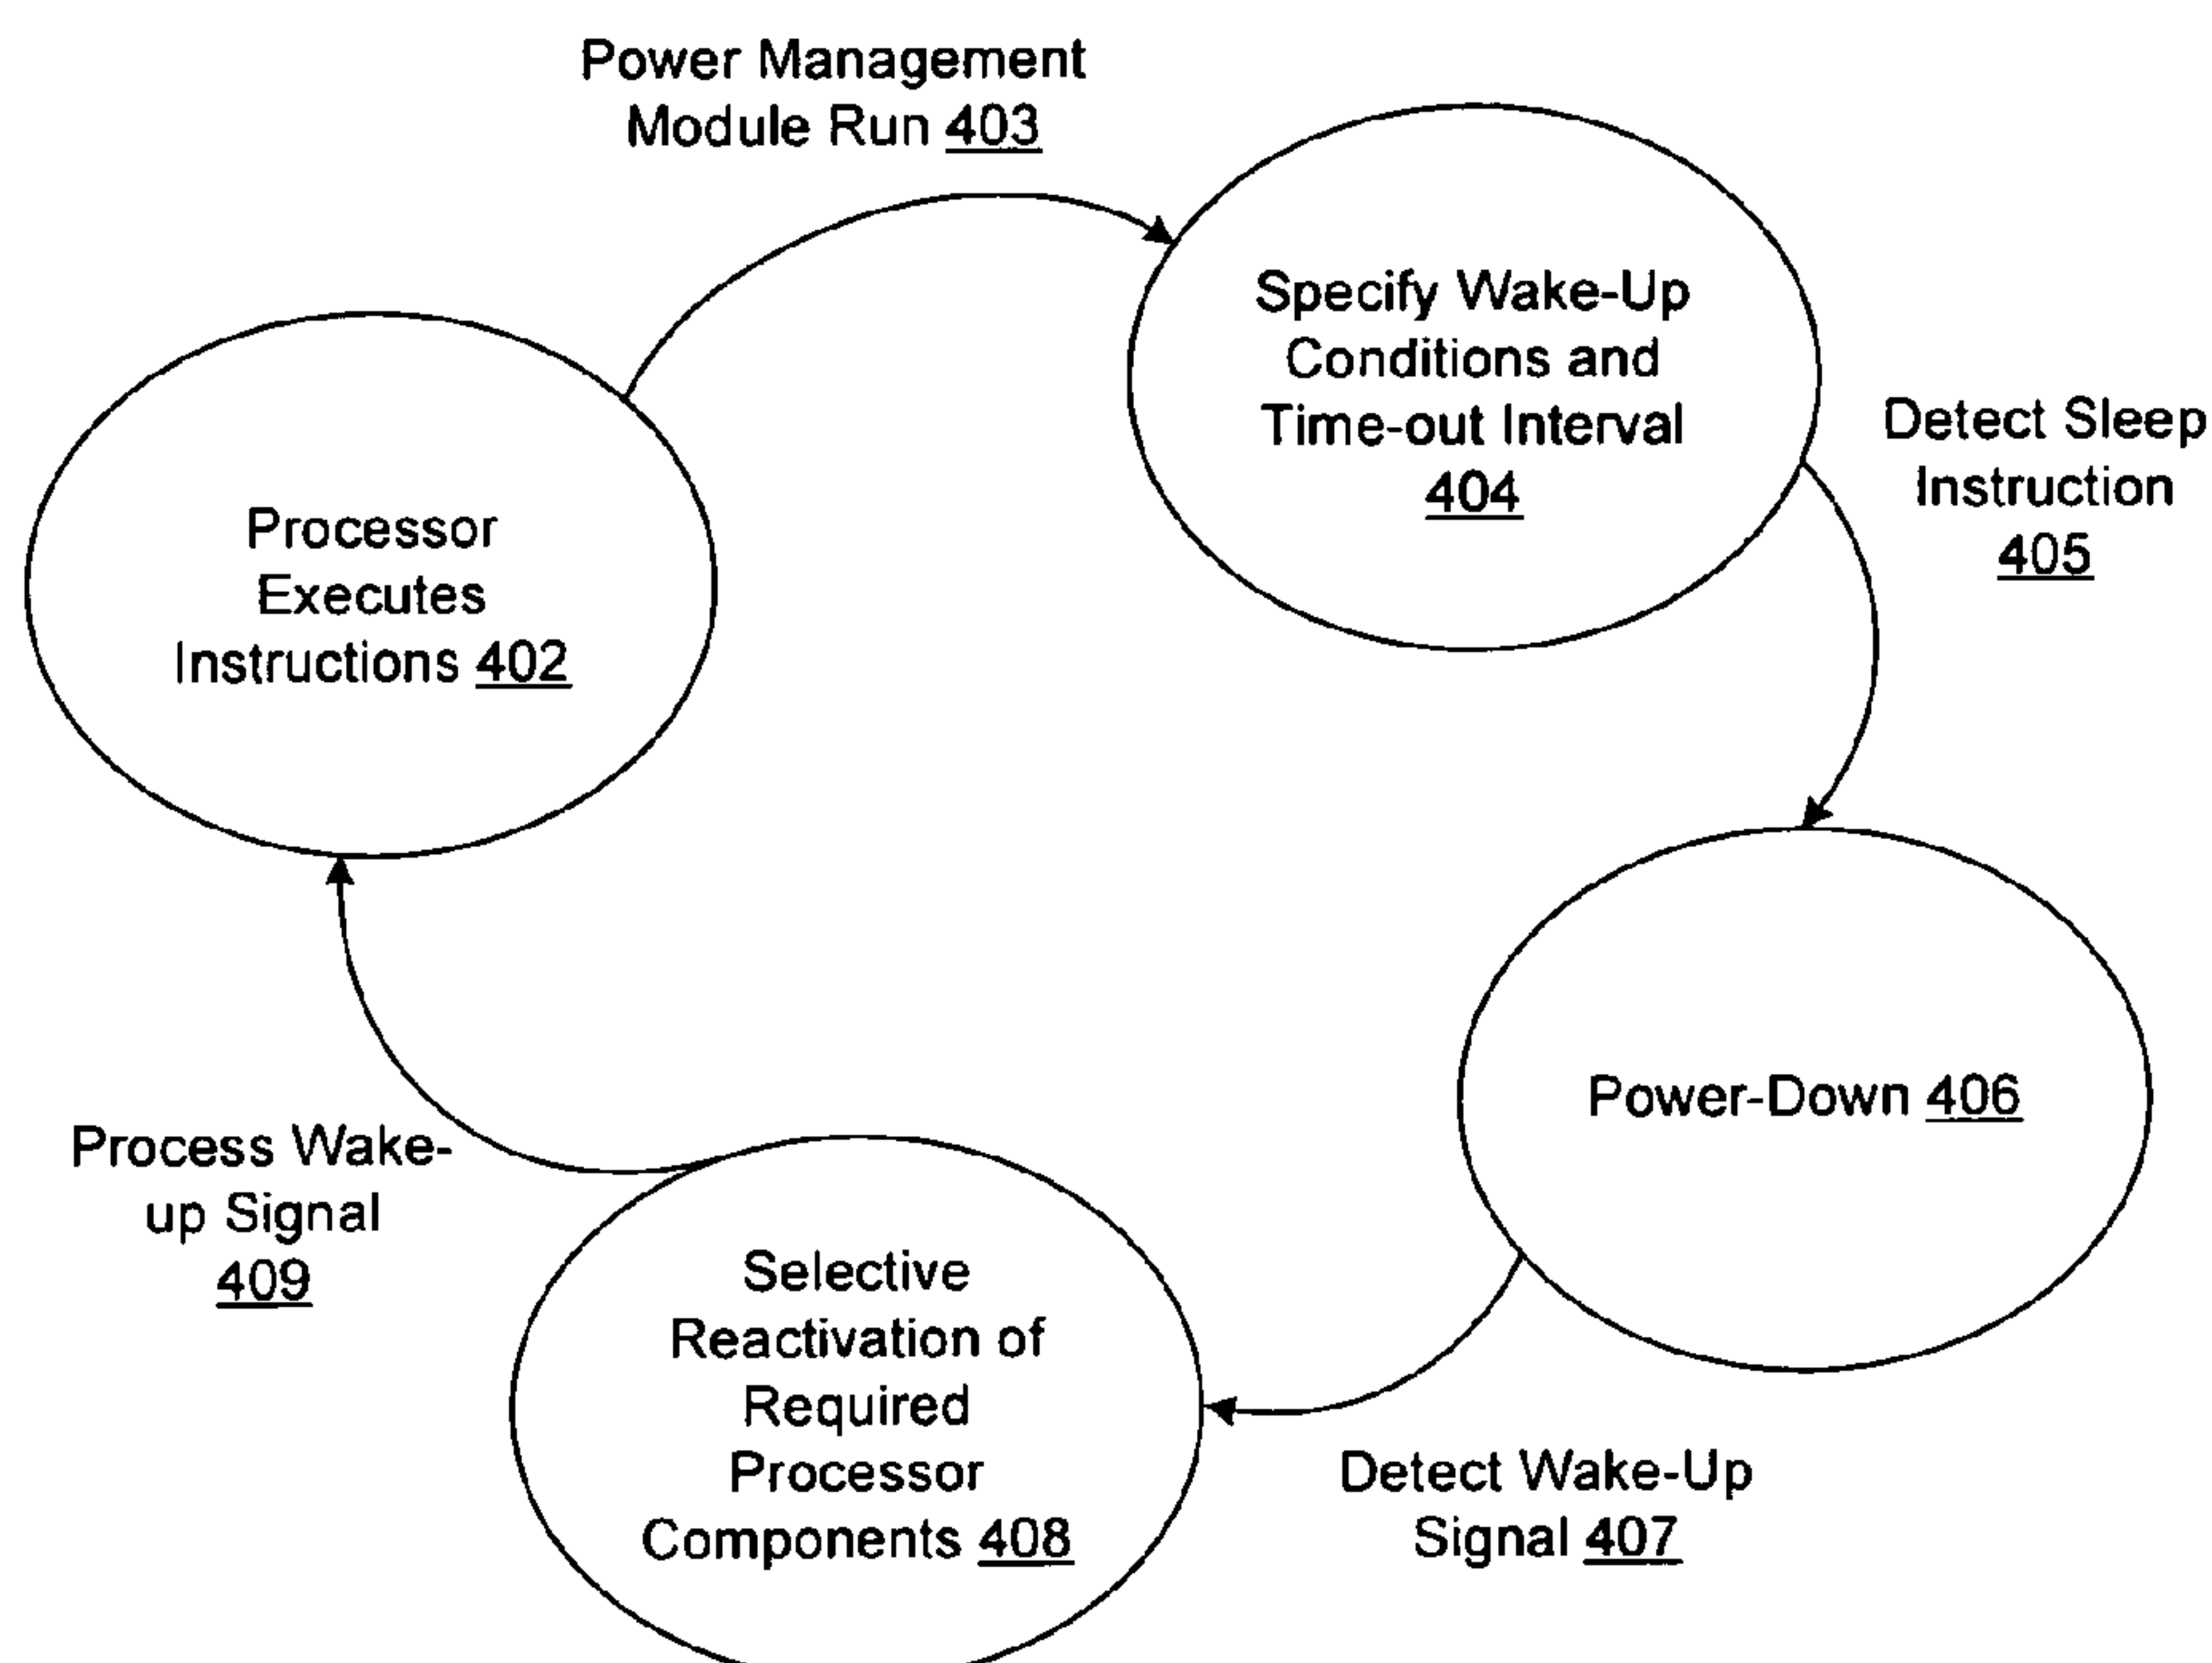 Power Management
Module Run 403
Specify Wake-Up
Conditions and
Time-out Interval
404
Detect Sleep
Instruction
405
Processor
Executes
Instructions 402
Power-Down 406
Process Wake-
up Signal
409
Selective
Reactivation of
Required
Processor
Components 408
Detect Wake-Up
Signal 407